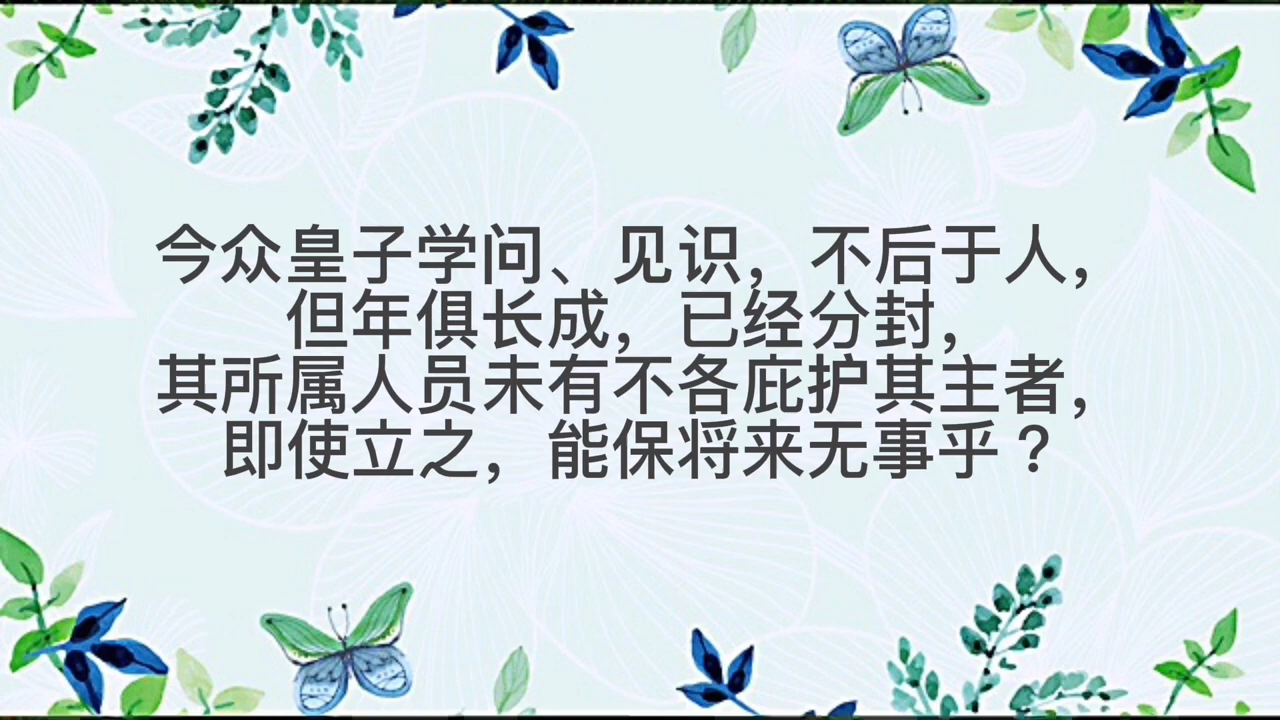 今众皇子学问、见识，不后于人，
但年俱长成，已经分封，
其所属人员未有不各庇护其主者，
即使立之，能保将来无事乎？